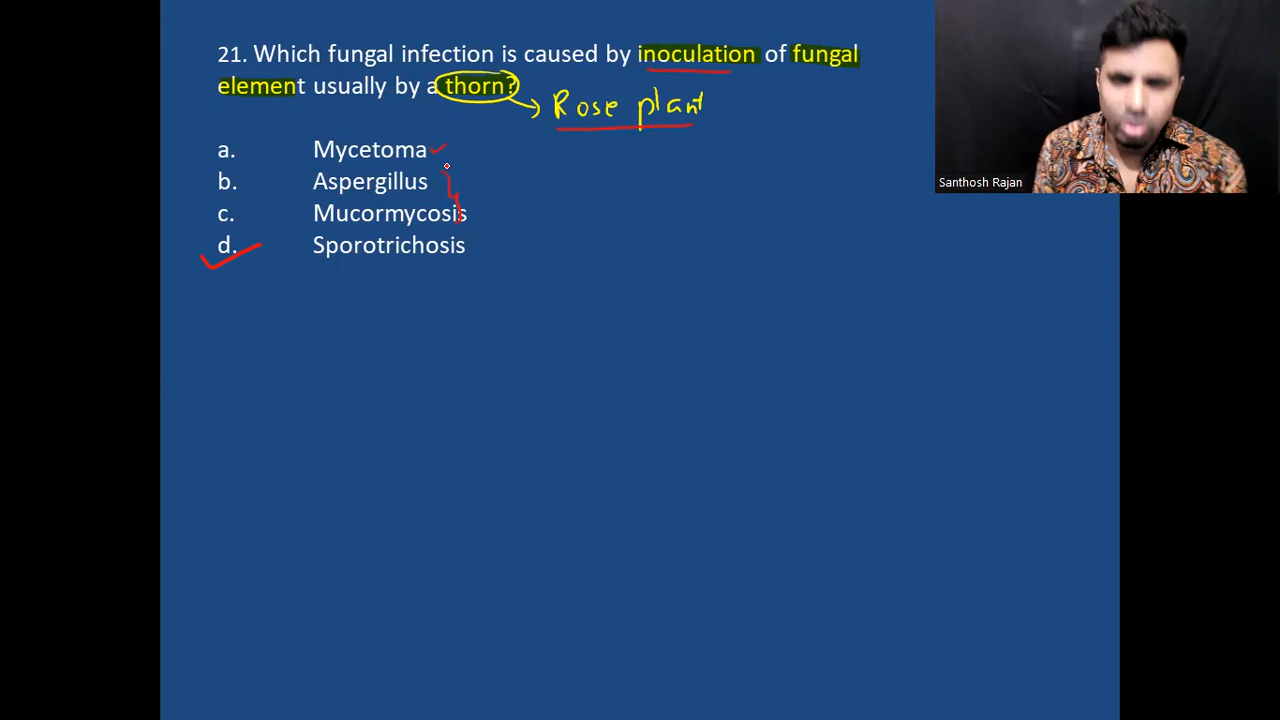 21. Which fungal infection is caused by inoculation of fungal
element usually by a thorn?
Rose plant
a. Mycetoma
b. Aspergillus
c. Mucormycosis
d. Sporotrichosis
Santhosh Rajan